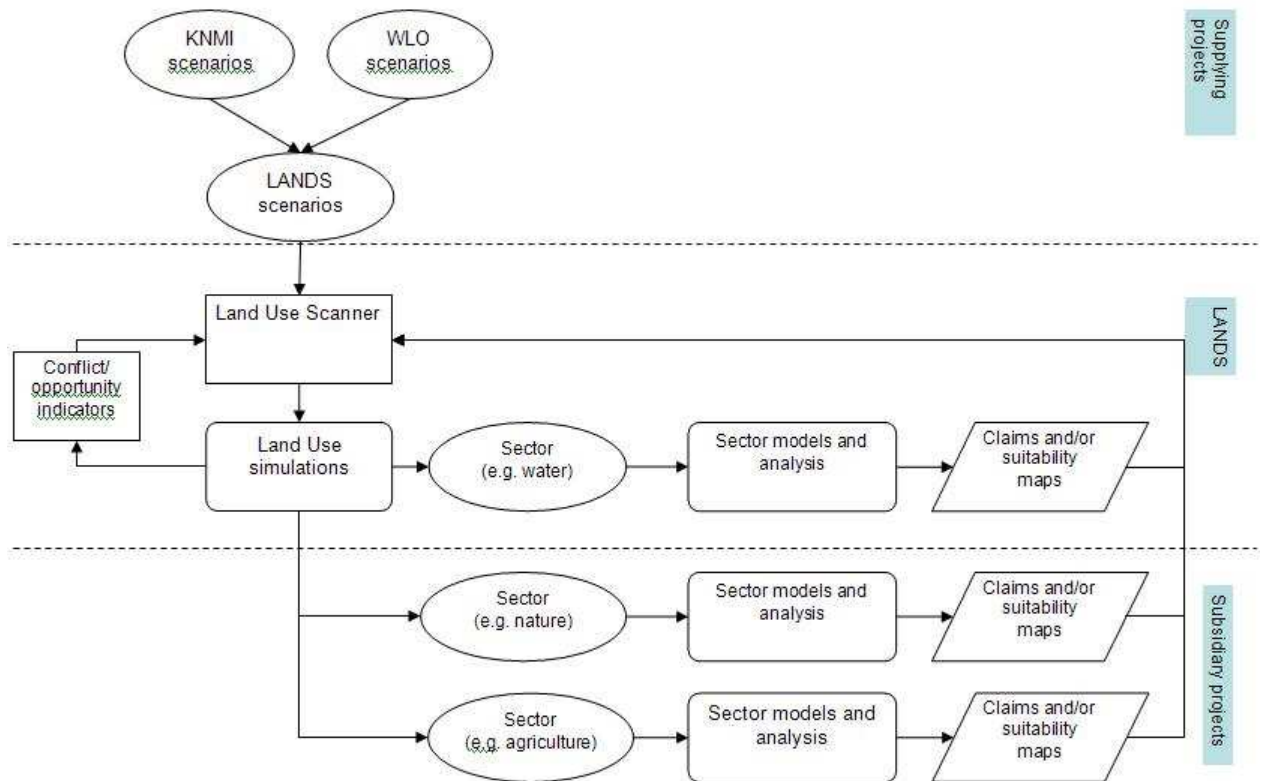 KNMI
scenarios
WLO
scenarios
Supplying
projects
LANDS
scenarios
Land Use Scanner
LANDS
Conflict/
opportunity
indicators
Land Use
simulations
Sector
(e.g. water)
Sector models and
analysis
Claims and/or
suitability
maps
Sector
(e.g. nature)
Sector models and
analysis
Claims and/or
suitability
maps
Subsidiary projects
Sector
(e.g. agriculture)
Sector models and
analysis
Claims and/or
suitability
maps